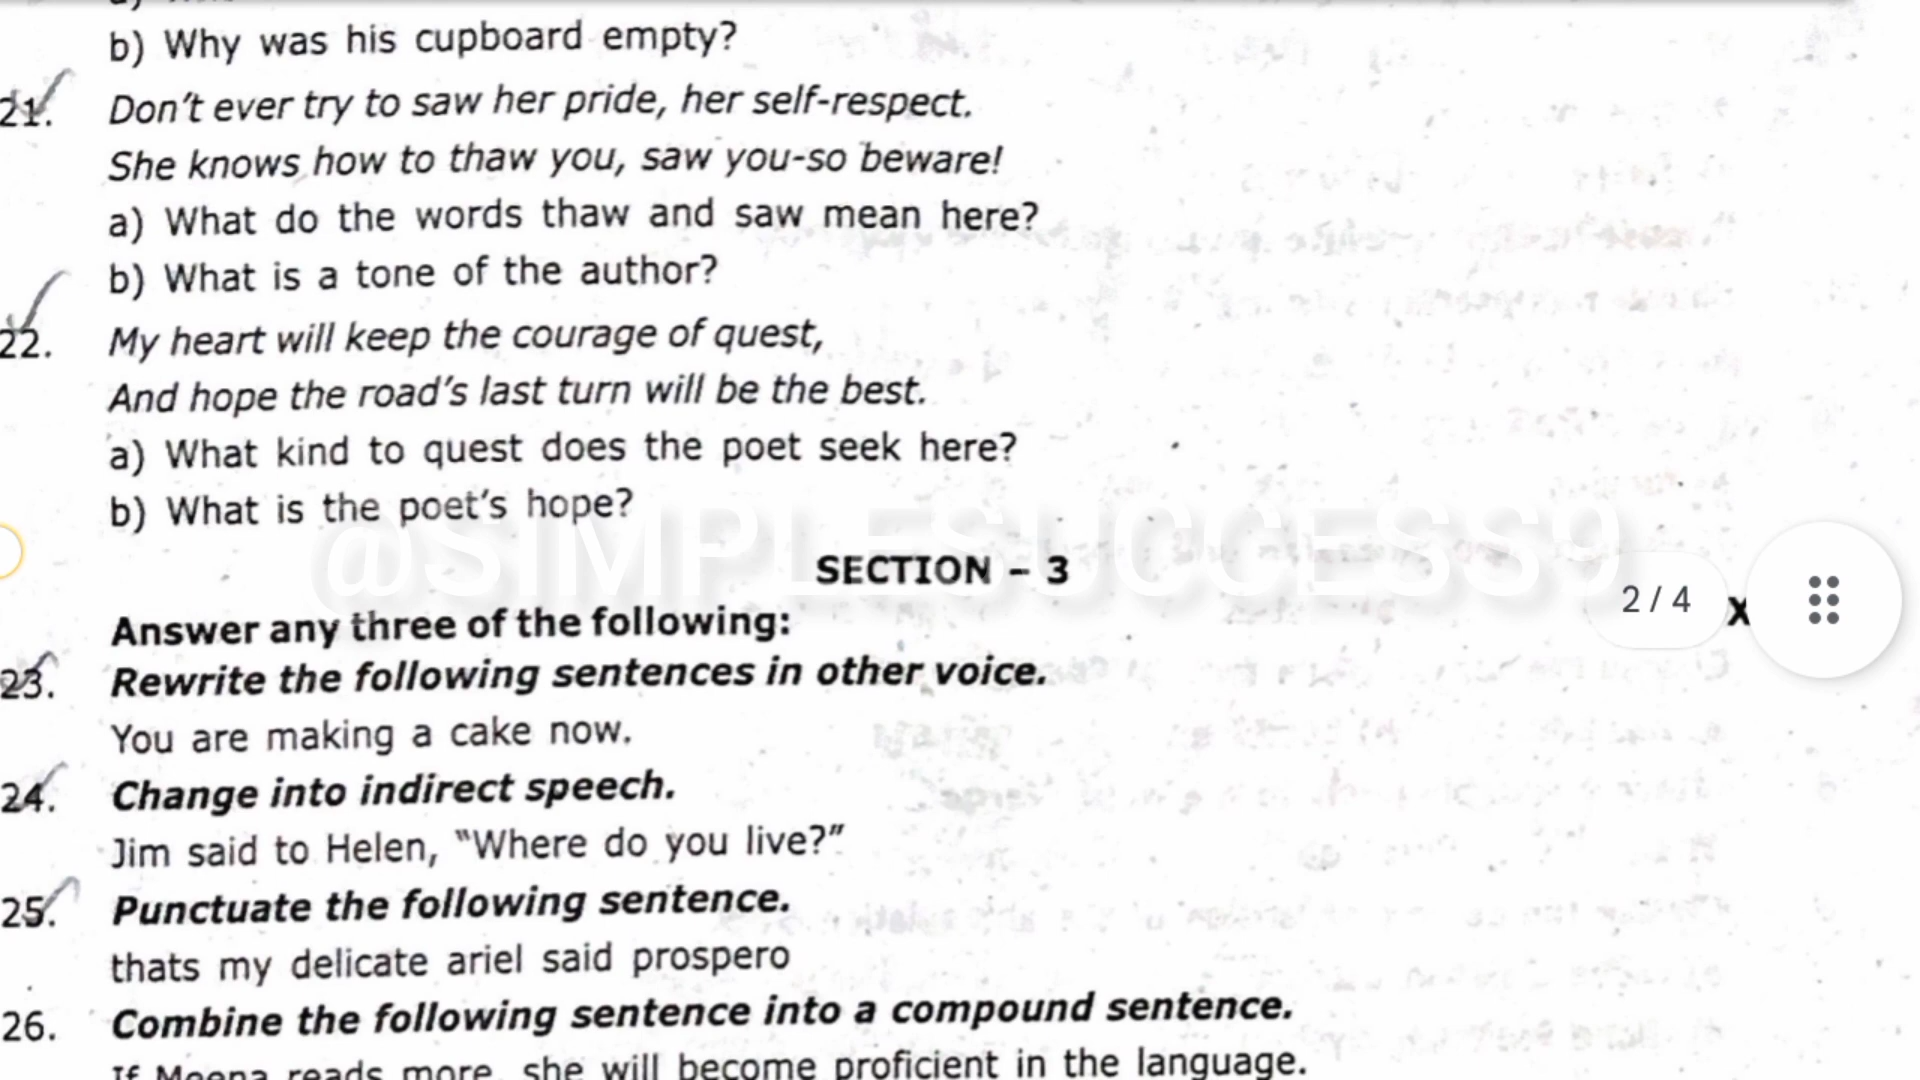 b) Why was his cupboard empty?
21. Don't ever try to saw her pride, her self-respect.
She knows how to thaw you, saw you-so beware!
a) What do the words thaw and saw mean here?
b) What is a tone of the author?
22. My heart will keep the courage of quest,
And hope the road's last turn will be the best.
a) What kind to quest does the poet seek here?
b) What is the poet's hope?
@SIMPLESUCCESS9
SECTION – 3
2 / 4 X
Answer any three of the following:
23. Rewrite the following sentences in other voice.
You are making a cake now.
24. Change into indirect speech.
Jim said to Helen, "Where do you live?"
25. Punctuate the following sentence.
thats my delicate ariel said prospero
26. Combine the following sentence into a compound sentence.
If Meena reads more, she will become proficient in the language.